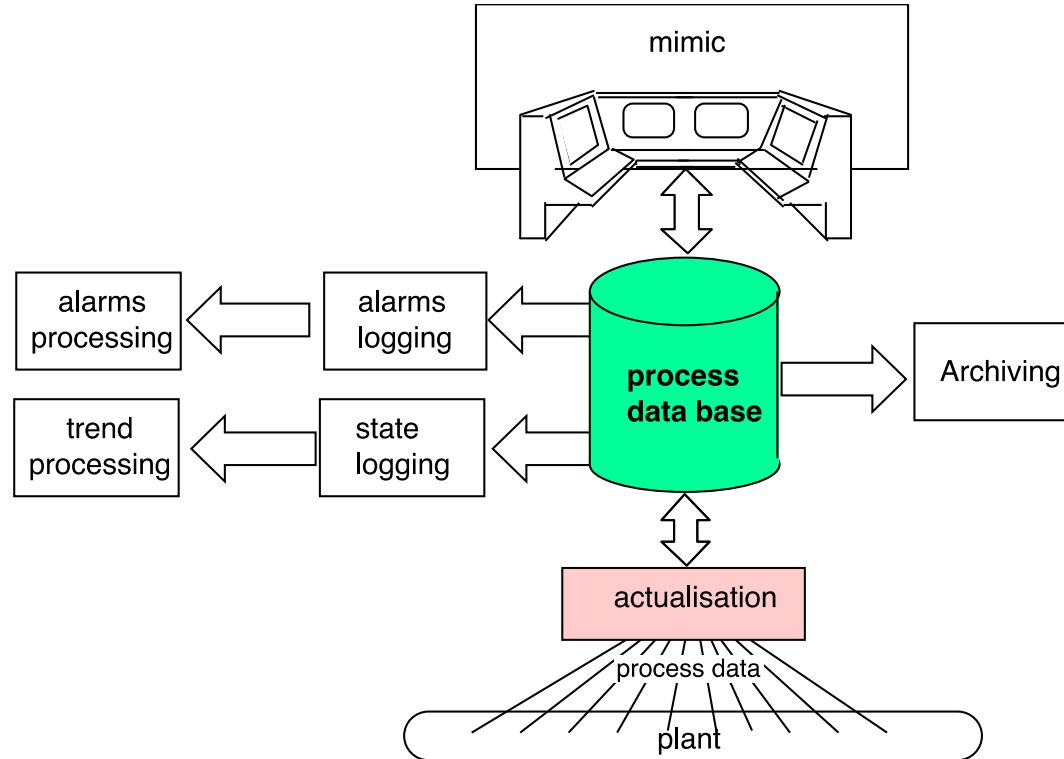 mimic
alarms
processing
alarms
logging
process
data base
Archiving
trend
processing
state
logging
actualisation
process data
plant